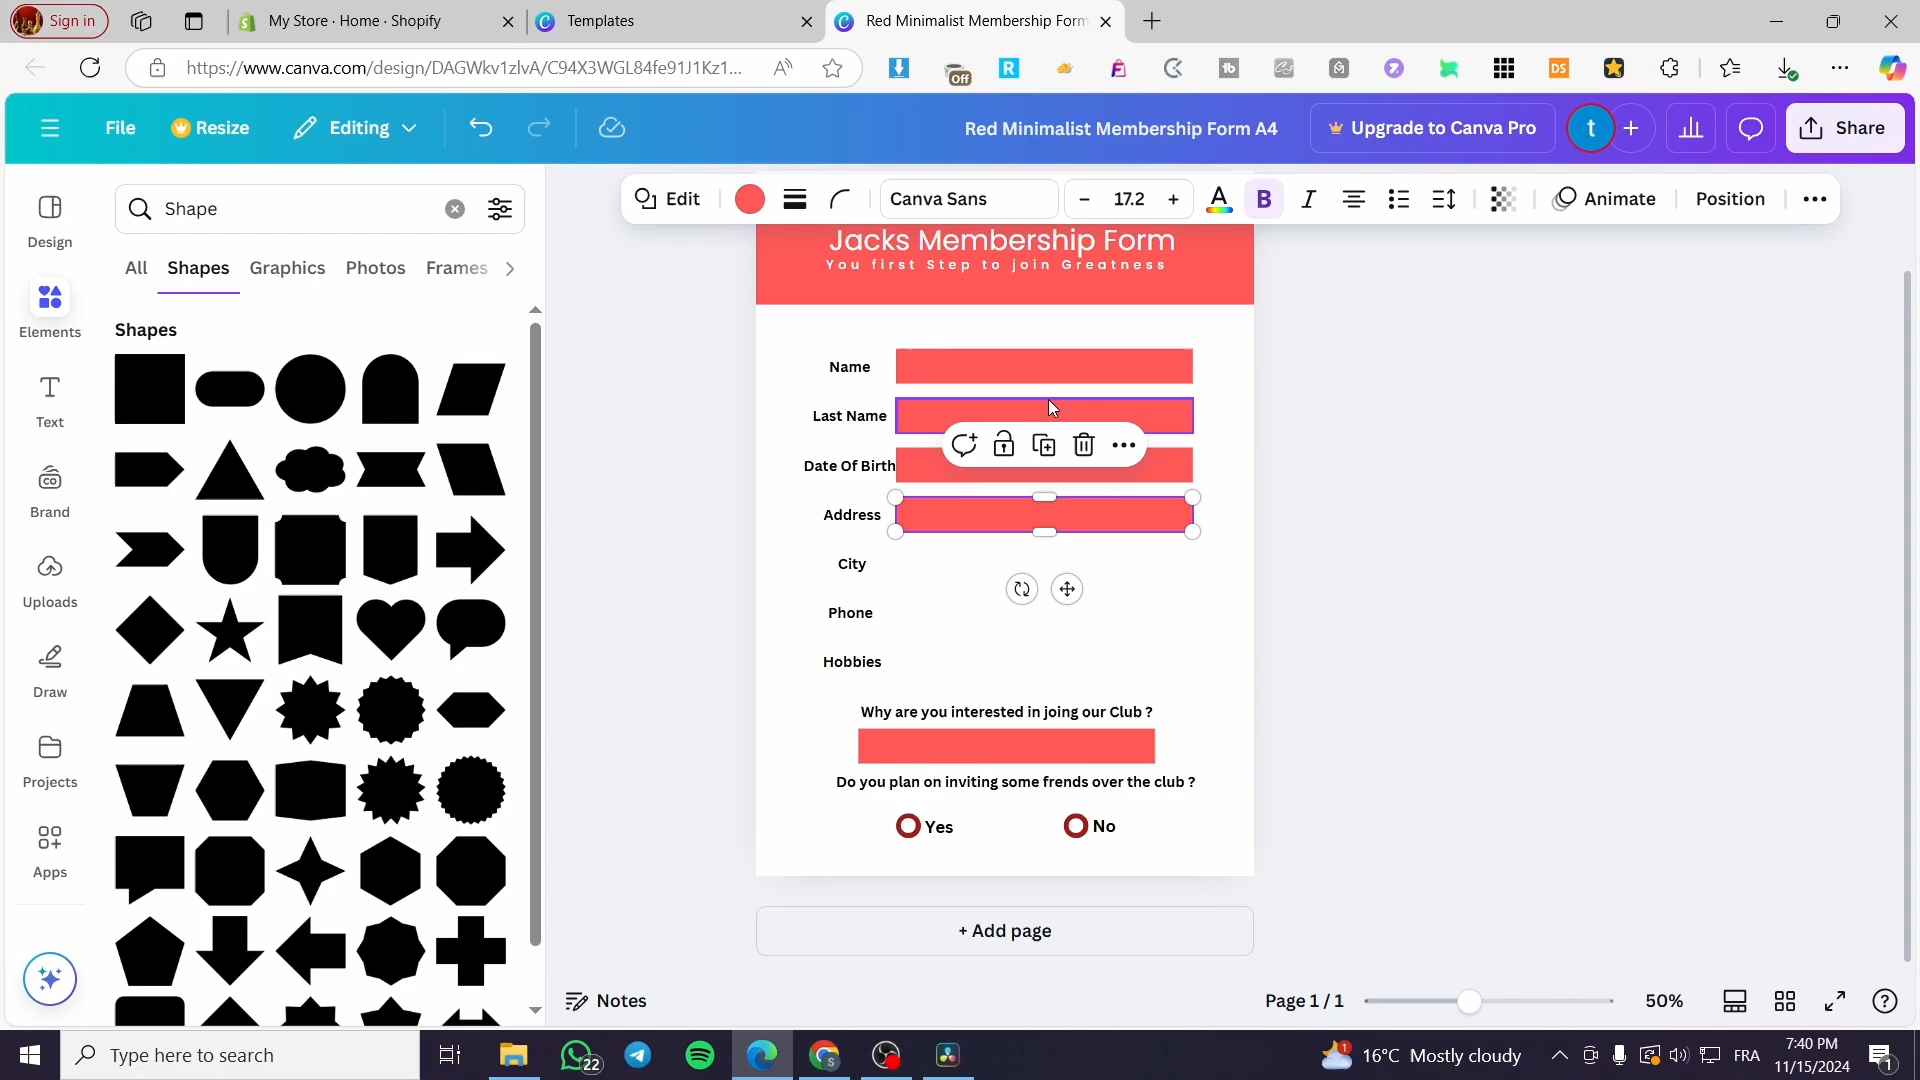 Sign in
My Store · Home · Shopify
Templates
Red Minimalist Membership Form
https://www.canva.com/design/DAGWkv1zlvA/C94X3WGL84fe91J1Kz1...
Off
DS
File
Resize
Editing
Red Minimalist Membership Form A4
Upgrade to Canva Pro
t
Share
Design
Elements
Text
Brand
Uploads
Draw
Projects
Apps
Shape
All
Shapes
Graphics
Photos
Frames
Shapes
Edit
Canva Sans
– 17.2 +
A
B
I
Animate
Position
Jacks Membership Form
You first Step to join Greatness
Name
Last Name
Date Of Birth
Address
City
Phone
Hobbies
Why are you interested in joing our Club ?
Do you plan on inviting some frends over the club ?
Yes
No
+ Add page
Notes
Page 1 / 1
50%
Type here to search
22
1
16°C Mostly cloudy
FRA
7:40 PM
11/15/2024
1